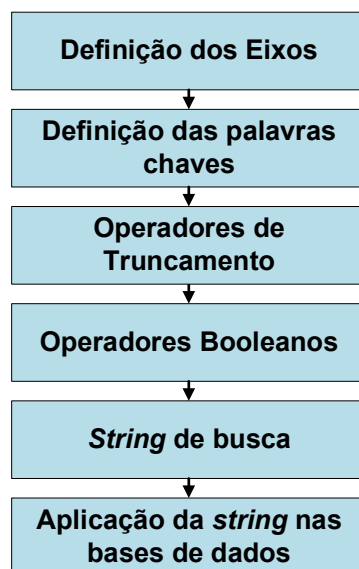 Definição dos Eixos
Definição das palavras
chaves
Operadores de
Truncamento
Operadores Booleanos
String de busca
Aplicação da string nas
bases de dados